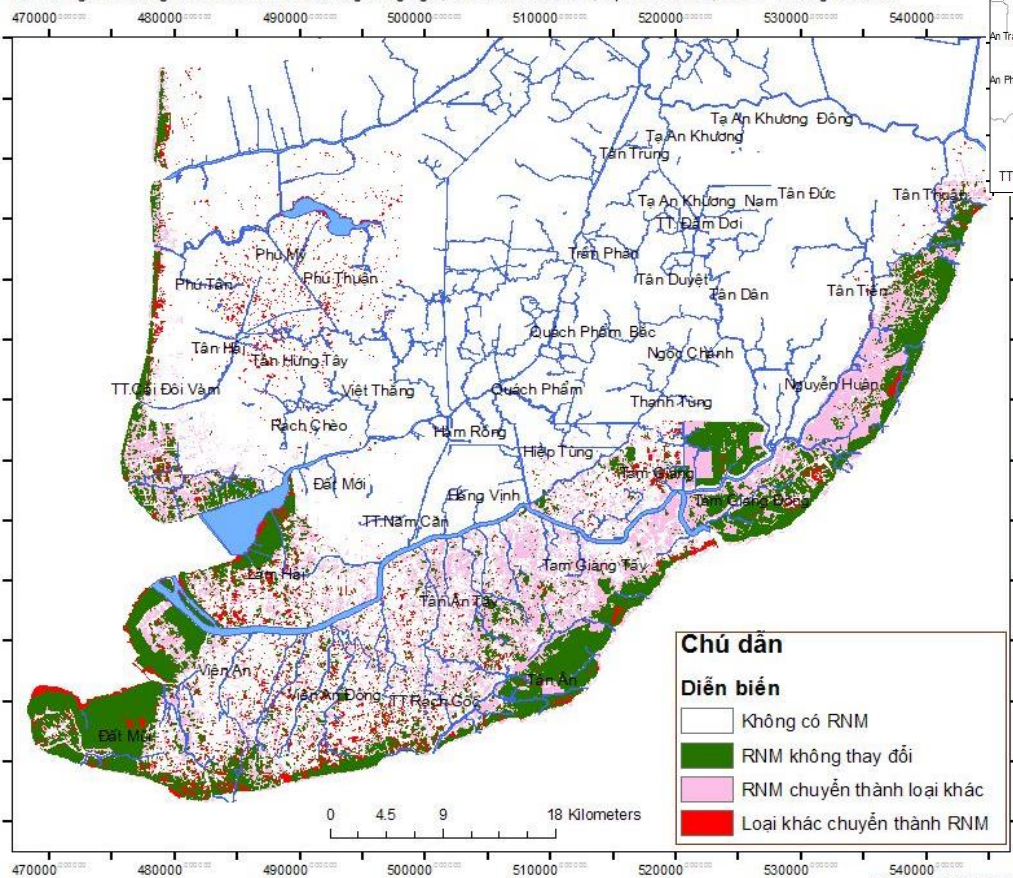 470000 480000 490000 500000 510000 520000 530000 540000
An Tra
An Ph
TT
Tạ An Khương Đông
Tạ An Khương
Tân Trung
Tạ An Khương Nam
Tân Đức
Tân Thuận
TT.Đầm Dơi
Trần Phán
Phú Mỹ
Phú Thuận
Phú Tân
Tân Duyệt
Tân Dân
Tân Tiến
Quách Phẩm Bắc
Tân Hải
Tân Hưng Tây
Ngọc Chánh
TT.Cái Đôi Vàm
Việt Thắng
Quách Phẩm
Nguyễn Huân
Thanh Tùng
Rạch Chèo
Hàm Rồng
Hiệp Tùng
Tam Giang
Đất Mới
Hàng Vịnh
Tam Giang Đông
TT.Năm Căn
Tam Giang Tây
Lâm Hải
Tân Ân Tây
Viên An
Tân Ân
Viên An Đông
TT.Rạch Gốc
Đất Mũi
Chú dẫn
Diễn biến
Không có RNM
RNM không thay đổi
RNM chuyển thành loại khác
Loại khác chuyển thành RNM
0 4.5 9 18 Kilometers
470000 480000 490000 500000 510000 520000 530000 540000